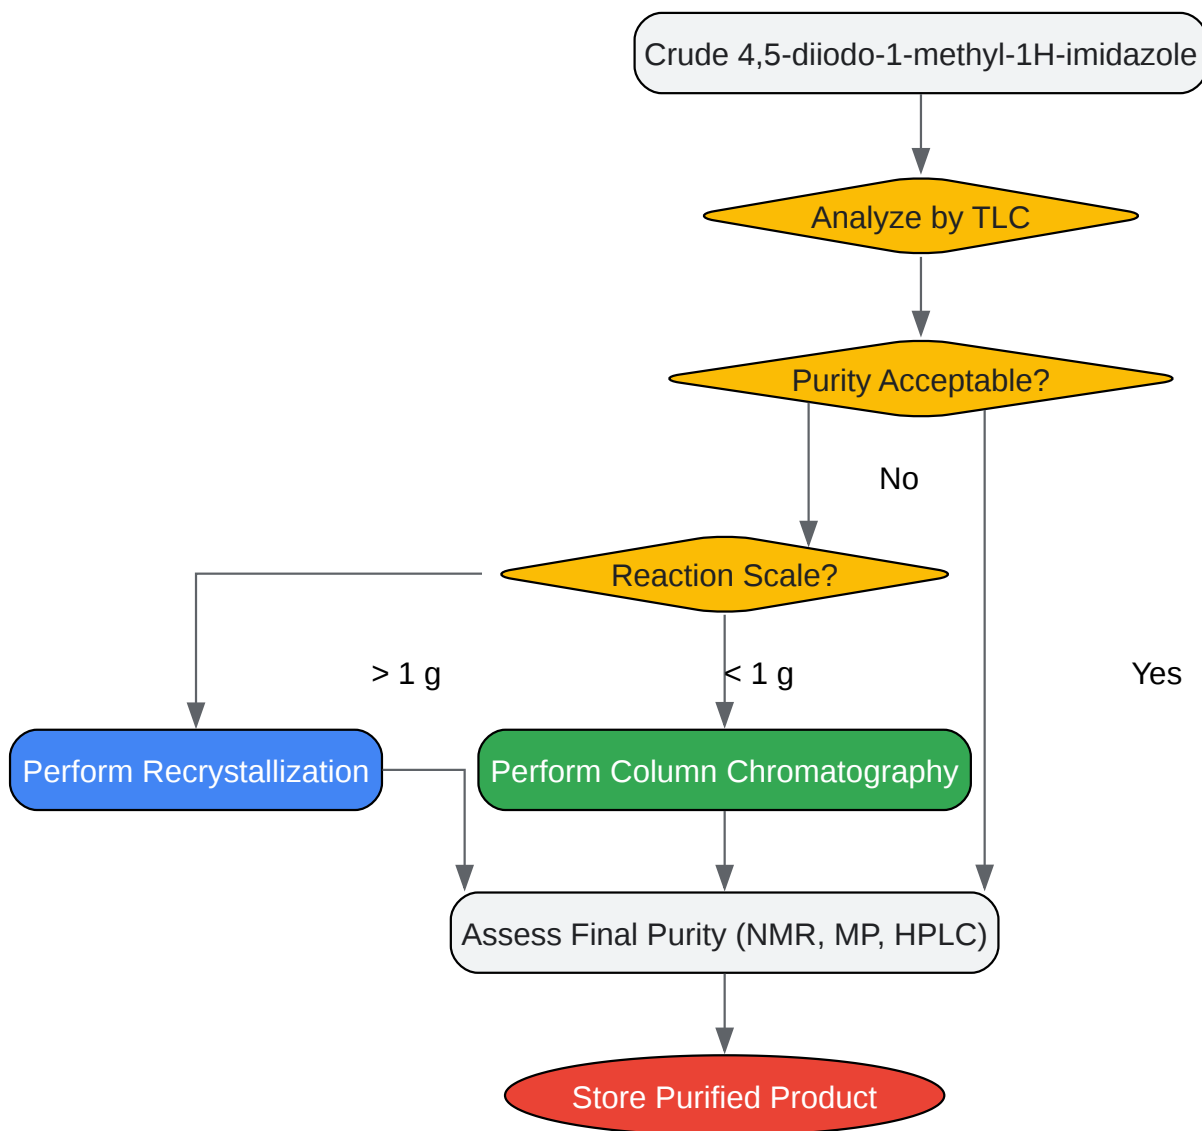 Crude 4,5-diiodo-1-methyl-1H-imidazole
Analyze by TLC
Purity Acceptable?
No
Reaction Scale?
> 1 g
< 1 g
Yes
Perform Recrystallization
Perform Column Chromatography
Assess Final Purity (NMR, MP, HPLC)
Store Purified Product